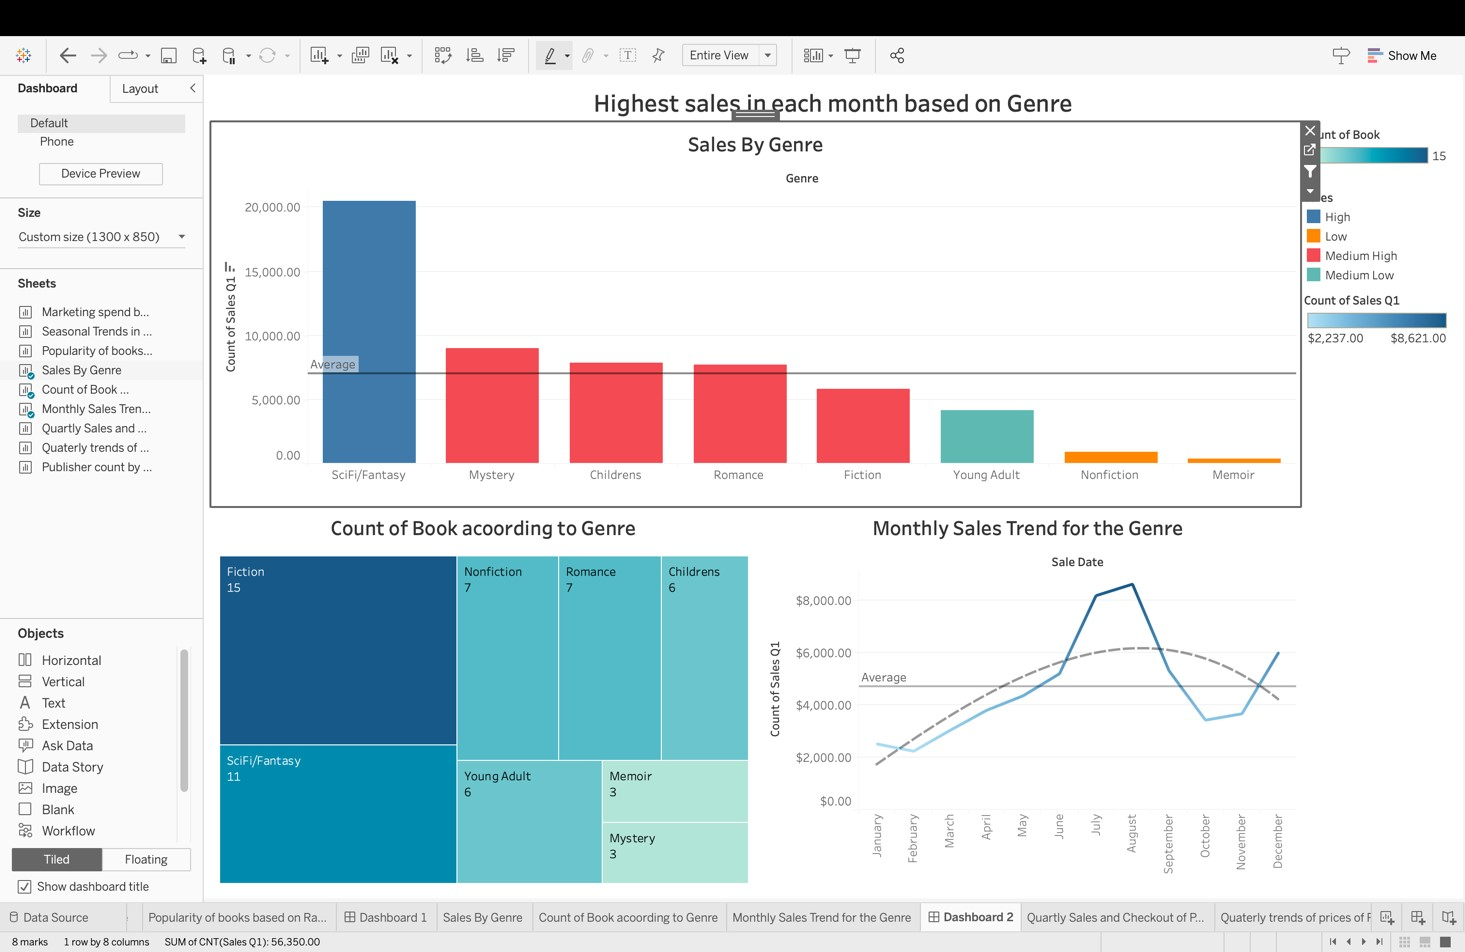 Entire View
Show Me
Dashboard
Layout
Default
Phone
Device Preview
Size
Custom size (1300 x 850)
Sheets
Marketing spend b...
Seasonal Trends in ...
Popularity of books...
Sales By Genre
Count of Book ...
Monthly Sales Tren...
Quartly Sales and ...
Quaterly trends of ...
Publisher count by ...
Objects
Horizontal
Vertical
Text
Extension
Ask Data
Data Story
Image
Blank
Workflow
Tiled
Floating
Show dashboard title
Highest sales in each month based on Genre
Sales By Genre
Genre
Count of Sales Q1
20,000.00
15,000.00
10,000.00
5,000.00
0.00
Average
SciFi/Fantasy
Mystery
Childrens
Romance
Fiction
Young Adult
Nonfiction
Memoir
unt of Book
15
es
High
Low
Medium High
Medium Low
Count of Sales Q1
$2,237.00 $8,621.00
Count of Book acoording to Genre
Fiction
15
Nonfiction
7
Romance
7
Childrens
6
SciFi/Fantasy
11
Young Adult
6
Memoir
3
Mystery
3
Monthly Sales Trend for the Genre
Sale Date
Count of Sales Q1
$8,000.00
$6,000.00
$4,000.00
$2,000.00
$0.00
Average
January
February
March
April
May
June
July
August
September
October
November
December
Data Source
Popularity of books based on Ra...
Dashboard 1
Sales By Genre
Count of Book acoording to Genre
Monthly Sales Trend for the Genre
Dashboard 2
Quartly Sales and Checkout of P...
Quaterly trends of prices of F
8 marks 1 row by 8 columns SUM of CNT(Sales Q1): 56,350.00